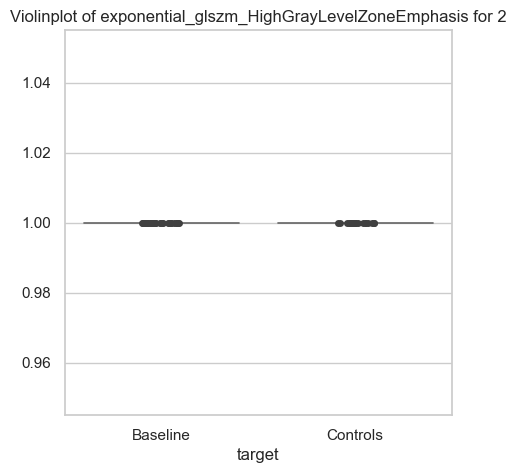 Violinplot of exponential_glszm_HighGrayLevelZoneEmphasis for 2
1.04
1.02
1.00
0.98
0.96
Baseline Controls
target